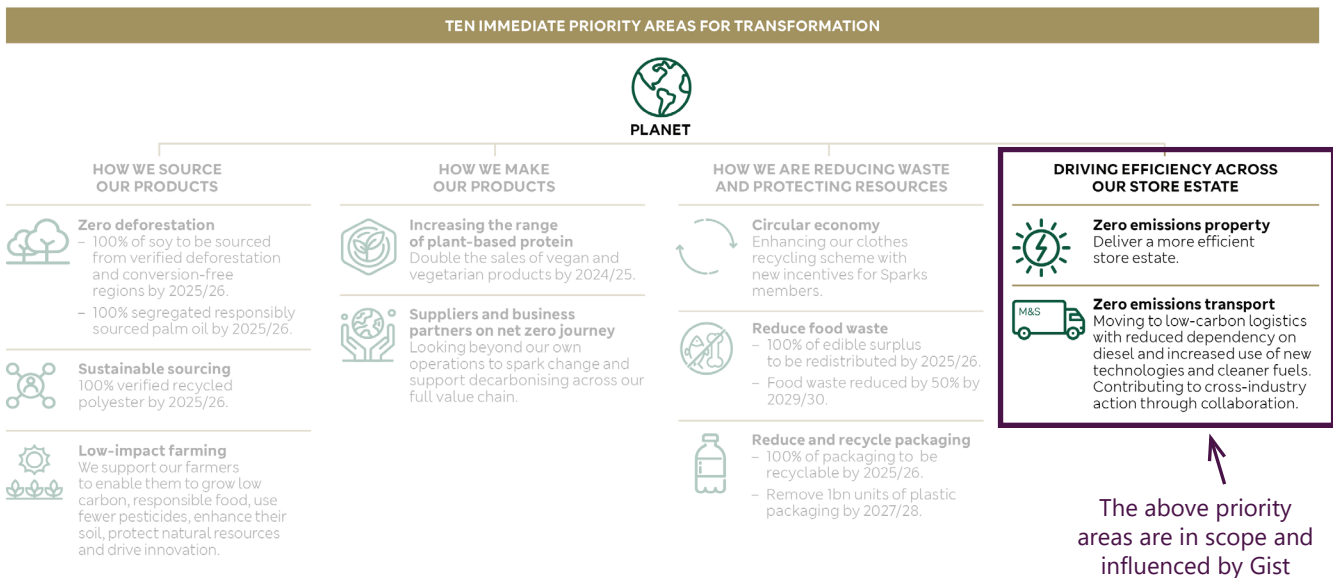 TEN IMMEDIATE PRIORITY AREAS FOR TRANSFORMATION
PLANET
HOW WE SOURCE
OUR PRODUCTS
Zero deforestation
– 100% of soy to be sourced
from verified deforestation
and conversion-free
regions by 2025/26.
– 100% segregated responsibly
sourced palm oil by 2025/26.
Sustainable sourcing
100% verified recycled
polyester by 2025/26.
Low-impact farming
We support our farmers
to enable them to grow low
carbon, responsible food, use
fewer pesticides, enhance their
soil, protect natural resources
and drive innovation.
HOW WE MAKE
OUR PRODUCTS
Increasing the range
of plant-based protein
Double the sales of vegan and
vegetarian products by 2024/25.
Suppliers and business
partners on net zero journey
Looking beyond our own
operations to spark change and
support decarbonising across our
full value chain.
HOW WE ARE REDUCING WASTE
AND PROTECTING RESOURCES
Circular economy
Enhancing our clothes
recycling scheme with
new incentives for Sparks
members.
Reduce food waste
– 100% of edible surplus
to be redistributed by 2025/26.
– Food waste reduced by 50% by
2029/30.
Reduce and recycle packaging
– 100% of packaging to be
recyclable by 2025/26.
– Remove 1bn units of plastic
packaging by 2027/28.
DRIVING EFFICIENCY ACROSS
OUR STORE ESTATE
Zero emissions property
Deliver a more efficient
store estate.
M&S
Zero emissions transport
Moving to low-carbon logistics
with reduced dependency on
diesel and increased use of new
technologies and cleaner fuels.
Contributing to cross-industry
action through collaboration.
The above priority
areas are in scope and
influenced by Gist